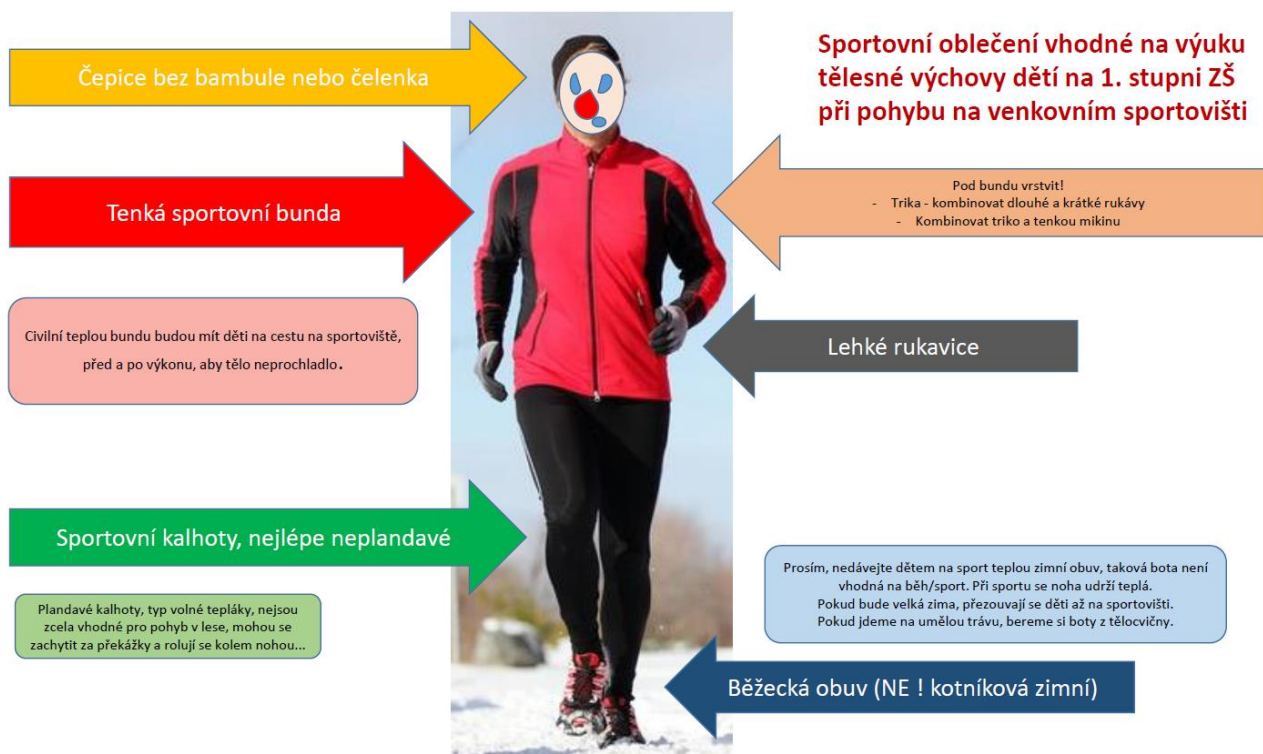 Sportovní oblečení vhodné na výuku
tělesné výchovy dětí na 1. stupni ZŠ
při pohybu na venkovním sportovišti
Čepice bez bambule nebo čelenka
Tenká sportovní bunda
Pod bundu vrstvit!
- Trika - kombinovat dlouhé a krátké rukávy
- Kombinovat triko a tenkou mikinu
Civilní teplou bundu budou mít děti na cestu na sportoviště,
před a po výkonu, aby tělo neprochladlo.
Lehké rukavice
Sportovní kalhoty, nejlépe neplandavé
Plandavé kalhoty, typ volné tepláky, nejsou
zcela vhodné pro pohyb v lese, mohou se
zachytit za překážky a rolují se kolem nohou...
Prosím, nedávejte dětem na sport teplou zimní obuv, taková bota není
vhodná na běh/sport. Při sportu se noha udrží teplá.
Pokud bude velká zima, přezouvají se děti až na sportovišti.
Pokud jdeme na umělou trávu, bereme si boty z tělocvičny.
Běžecká obuv (NE ! kotníková zimní)